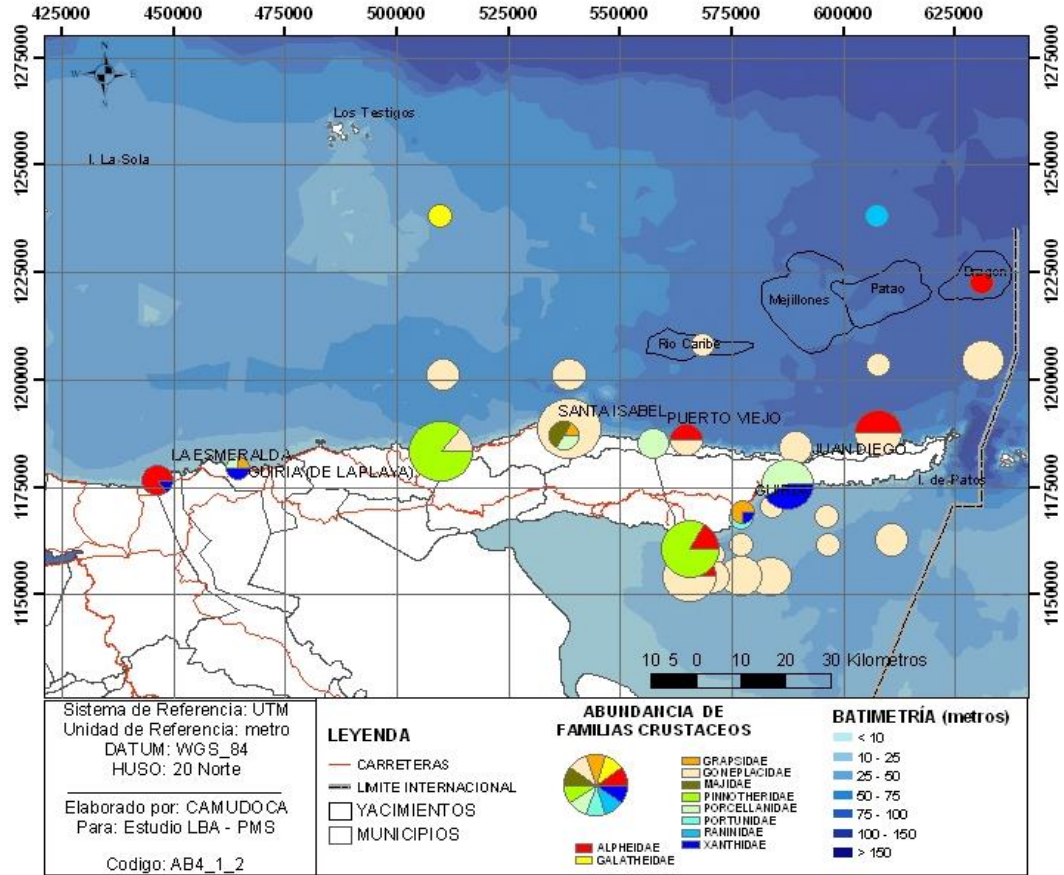 425000 450000 475000 500000 525000 550000 575000 600000 625000
1275000 1275000
N
W E
S
Los Testigos
I. La Sola
1250000 1250000
1225000 1225000
Dragon
Mejillones
Patao
Rio Caribe
1200000 1200000
SANTA ISABEL
PUERTO VIEJO
JUAN DIEGO
LA ESMERALDA
GUIRIA (DE LA PLAYA)
I. de Patos
1175000 1175000
1150000 1150000
10 5 0 10 20 30 Kilometros
Sistema de Referencia: UTM
Unidad de Referencia: metro
DATUM: WGS_84
HUSO: 20 Norte
Elaborado por: CAMUDOCA
Para: Estudio LBA - PMS
Codigo: AB4_1_2
LEYENDA
CARRETERAS
LIMITE INTERNACIONAL
YACIMIENTOS
MUNICIPIOS
ABUNDANCIA DE
FAMILIAS CRUSTACEOS
GRAPSIDAE
GONEPLACIDAE
MAJIDAE
PINNOTHERIDAE
PORCELLANIDAE
PORTUNIDAE
RANINIDAE
XANTHIDAE
ALPHEIDAE
GALATHEIDAE
BATIMETRÍA (metros)
< 10
10 - 25
25 - 50
50 - 75
75 - 100
100 - 150
> 150